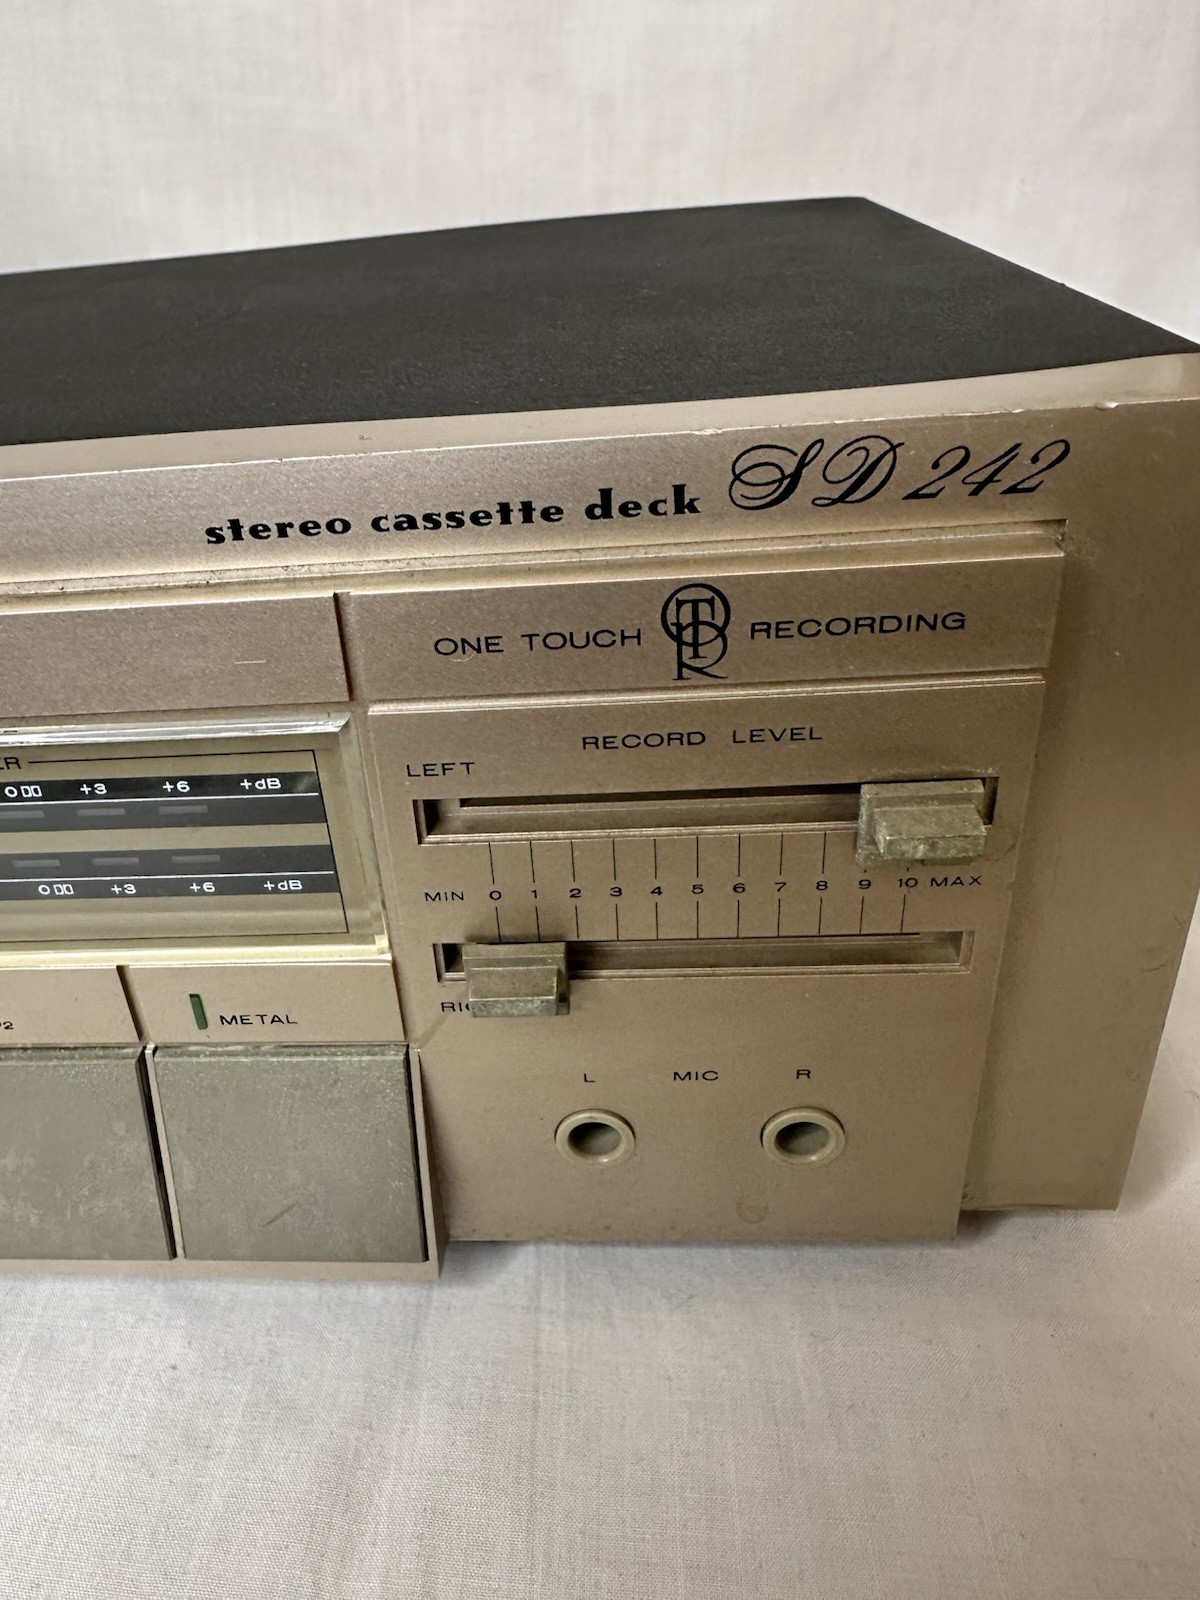 stereo cassette deck SD 242
ONE TOUCH OTR RECORDING
RECORD LEVEL
LEFT
0 +3 +6 +dB
MIN 0 1 2 3 4 5 6 7 8 9 10 MAX
0 +3 +6 +dB
METAL
L MIC R